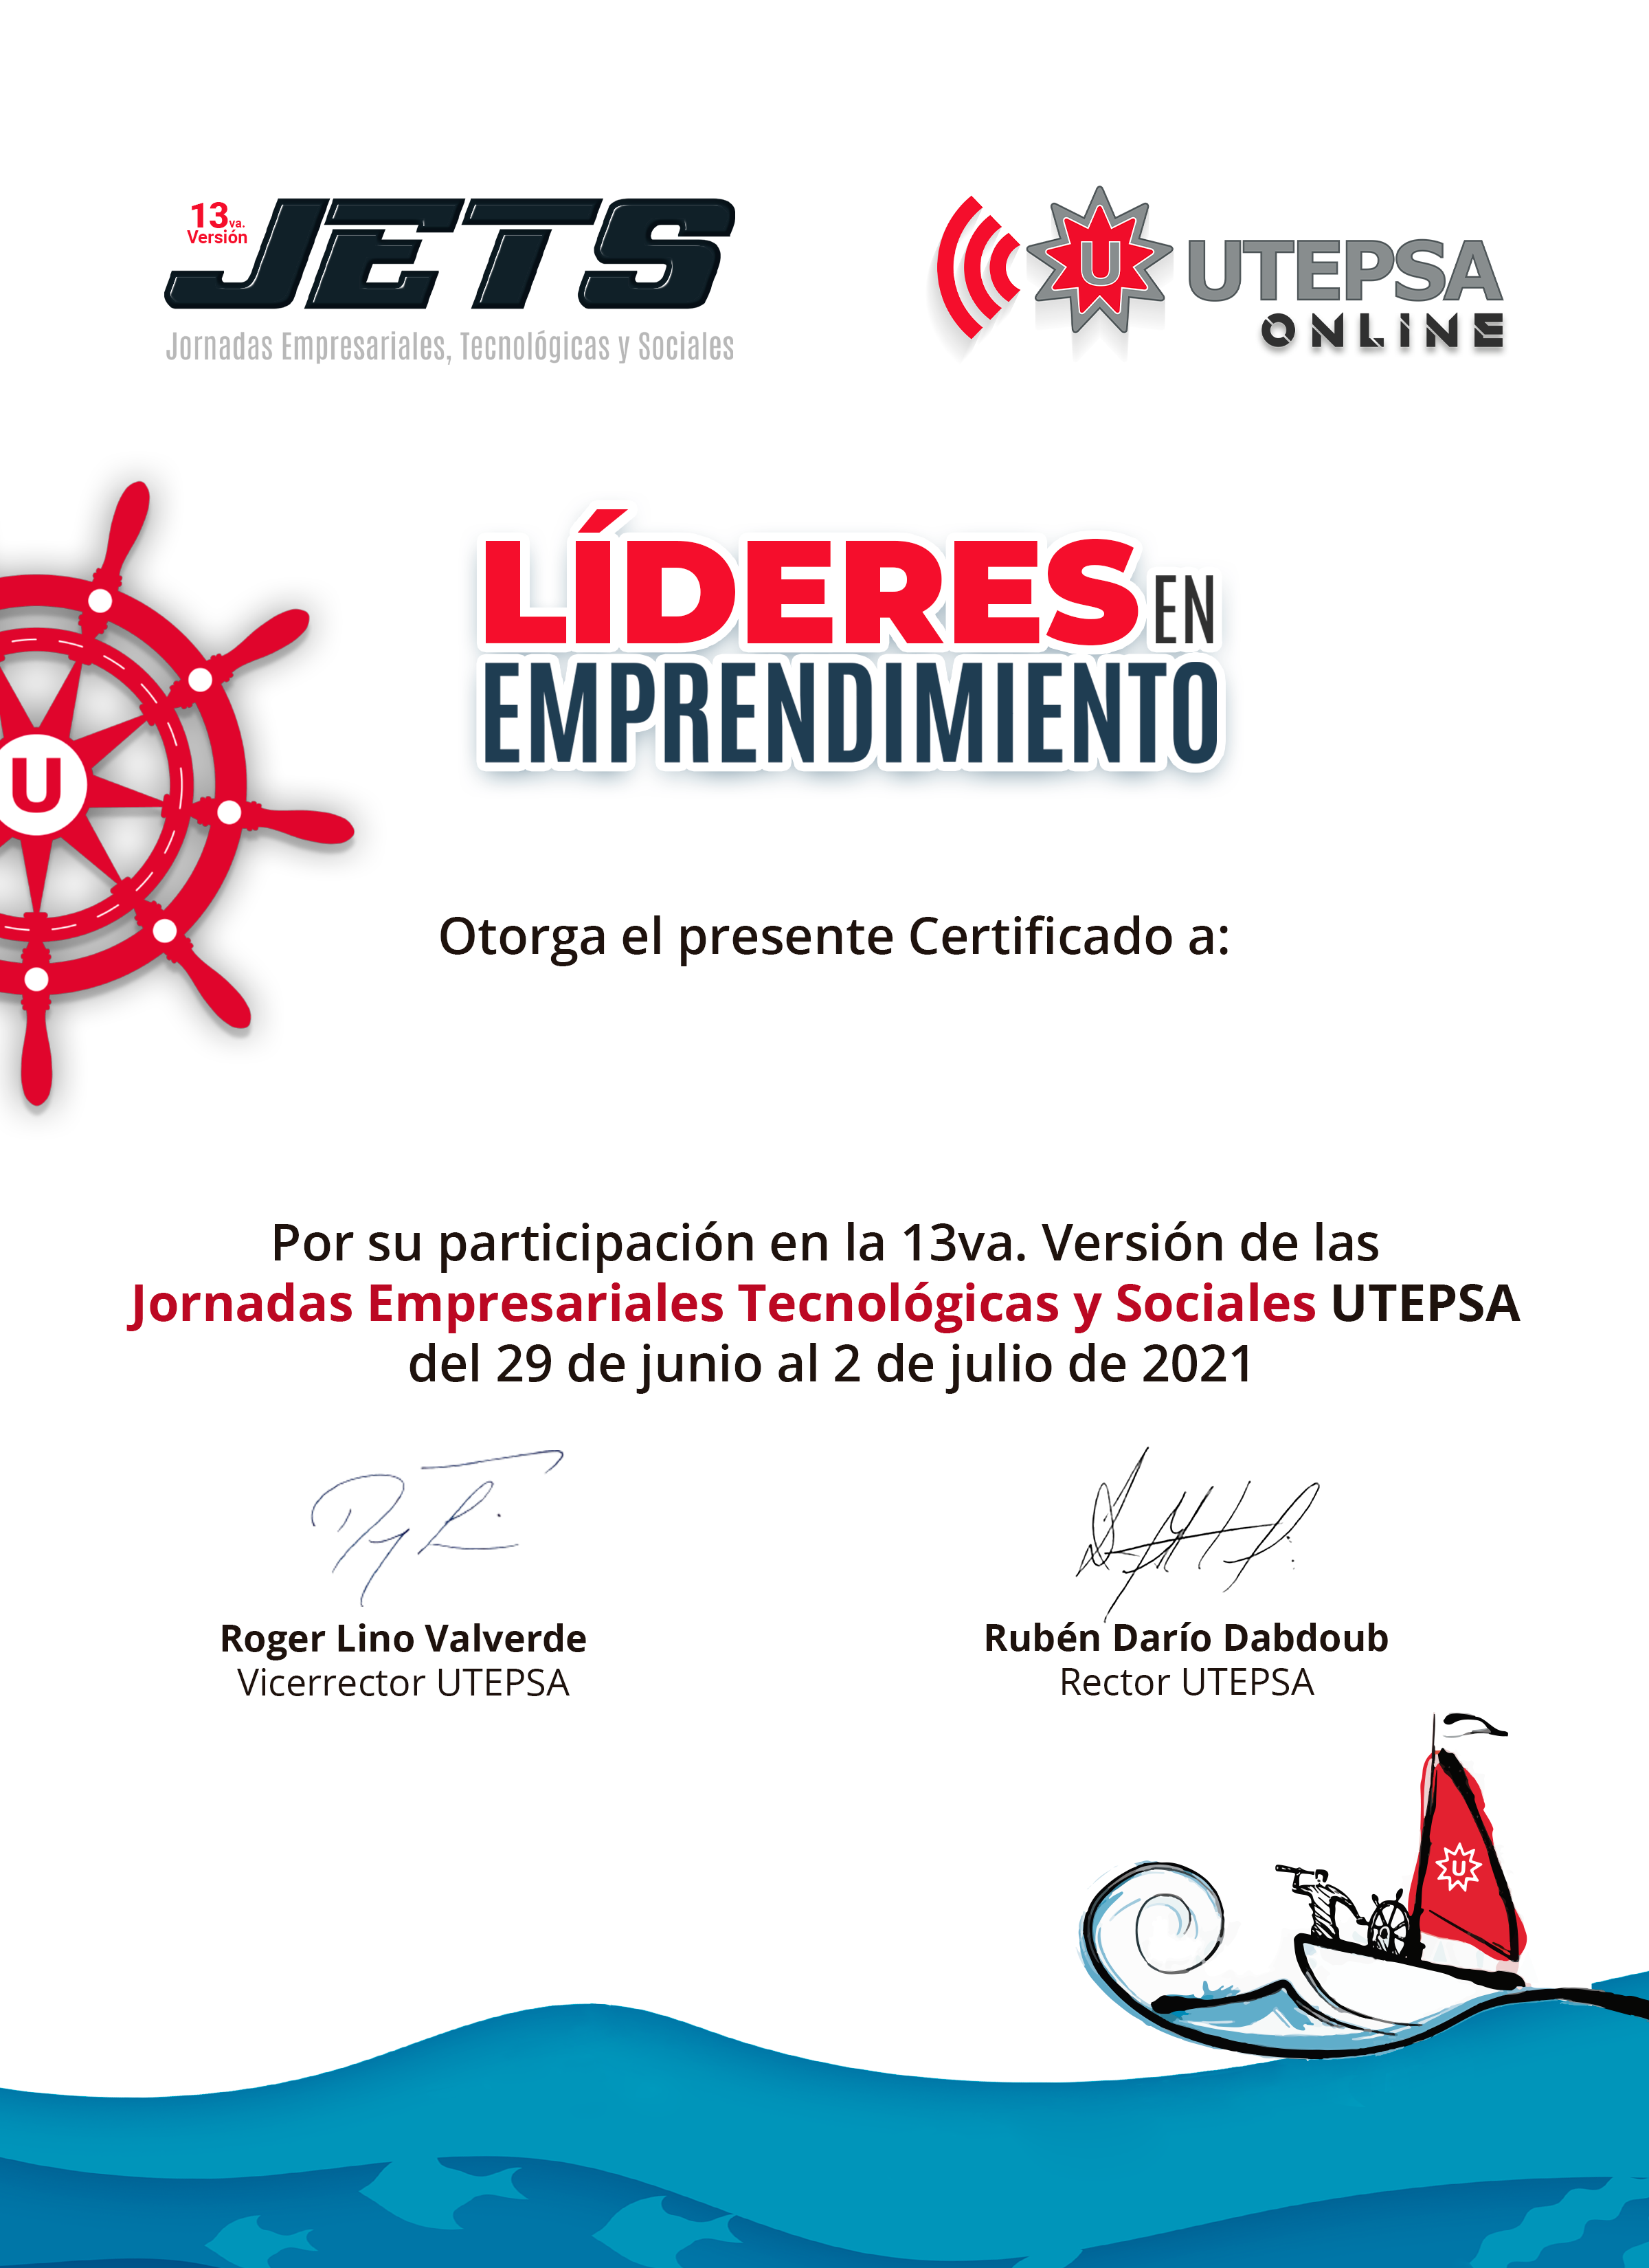 13va.
Versión
JETS
Jornadas Empresariales, Tecnológicas y Sociales
U
UTEPSA
ONLINE
LÍDERES EN
EMPRENDIMIENTO
U
Otorga el presente Certificado a:
Por su participación en la 13va. Versión de las
Jornadas Empresariales Tecnológicas y Sociales UTEPSA
del 29 de junio al 2 de julio de 2021
Roger Lino Valverde
Vicerrector UTEPSA
Rubén Darío Dabdoub
Rector UTEPSA
U